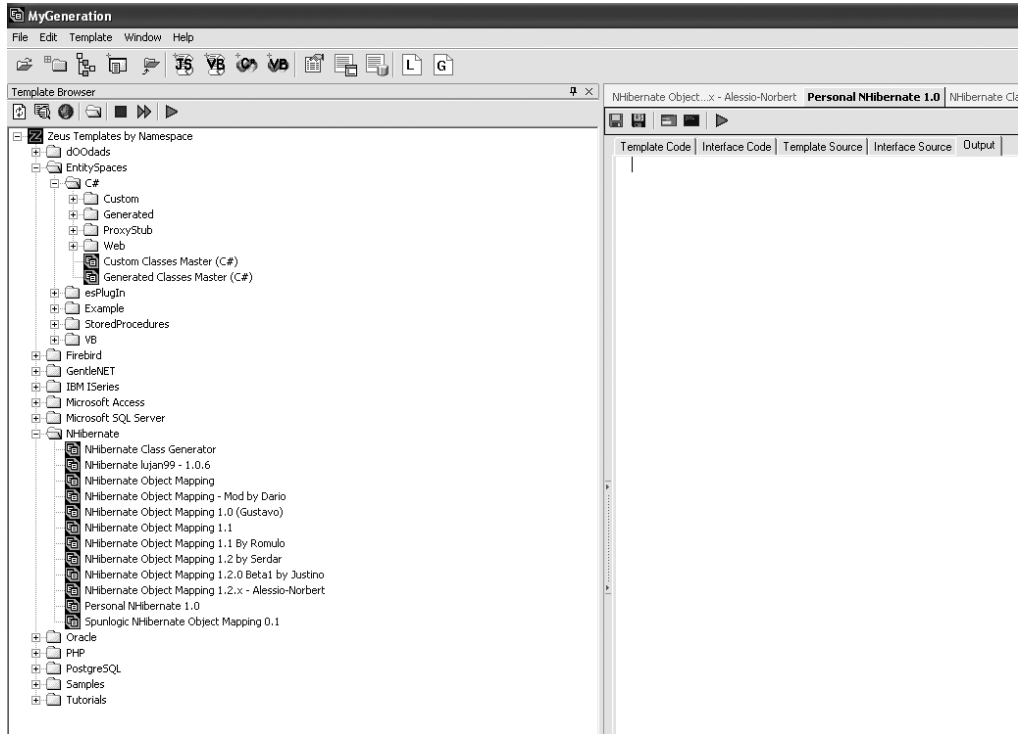 MyGeneration
File Edit Template Window Help
JS VB C# VB L G
Template Browser
NHibernate Object...x - Alessio-Norbert Personal NHibernate 1.0 NHibernate Cla
Template Code Interface Code Template Source Interface Source Output
Zeus Templates by Namespace
dOOdads
EntitySpaces
C#
Custom
Generated
ProxyStub
Web
Custom Classes Master (C#)
Generated Classes Master (C#)
esPlugIn
Example
StoredProcedures
VB
Firebird
GentleNET
IBM ISeries
Microsoft Access
Microsoft SQL Server
NHibernate
NHibernate Class Generator
NHibernate lujan99 - 1.0.6
NHibernate Object Mapping
NHibernate Object Mapping - Mod by Dario
NHibernate Object Mapping 1.0 (Gustavo)
NHibernate Object Mapping 1.1
NHibernate Object Mapping 1.1 By Romulo
NHibernate Object Mapping 1.2 by Serdar
NHibernate Object Mapping 1.2.0 Beta1 by Justino
NHibernate Object Mapping 1.2.x - Alessio-Norbert
Personal NHibernate 1.0
Spunlogic NHibernate Object Mapping 0.1
Oracle
PHP
PostgreSQL
Samples
Tutorials